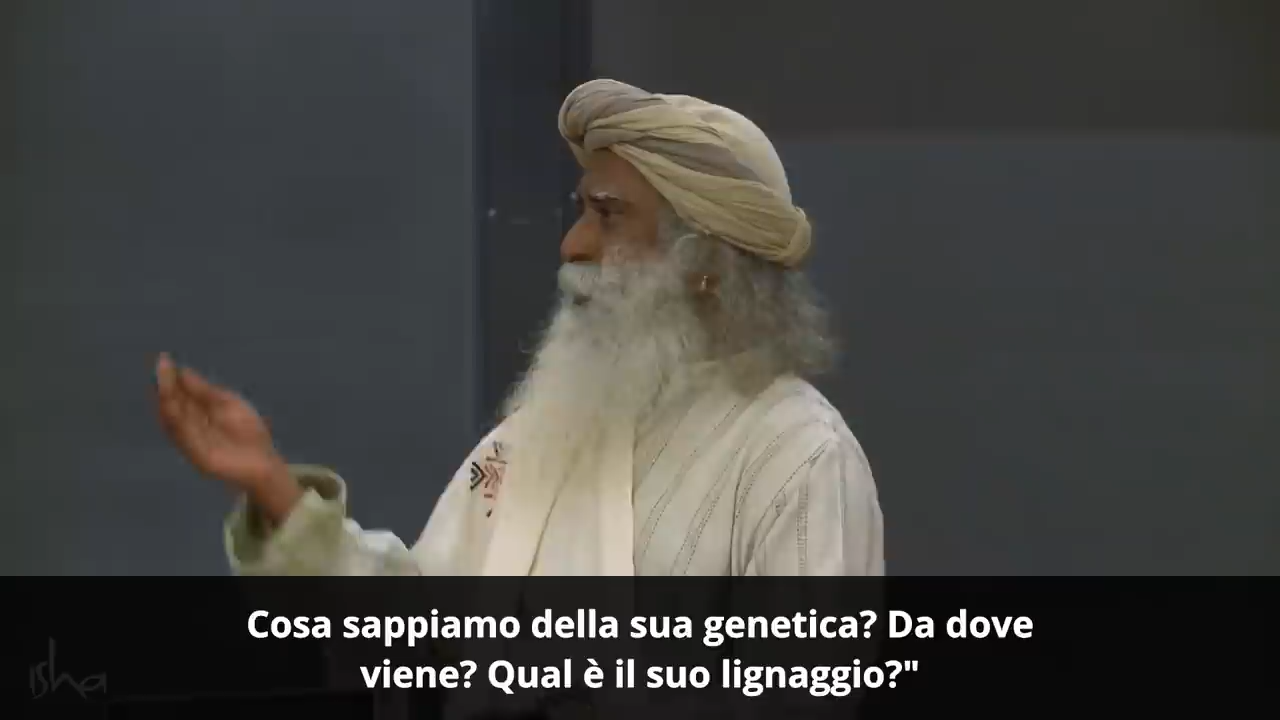 Cosa sappiamo della sua genetica? Da dove
viene? Qual è il suo lignaggio?"
isha